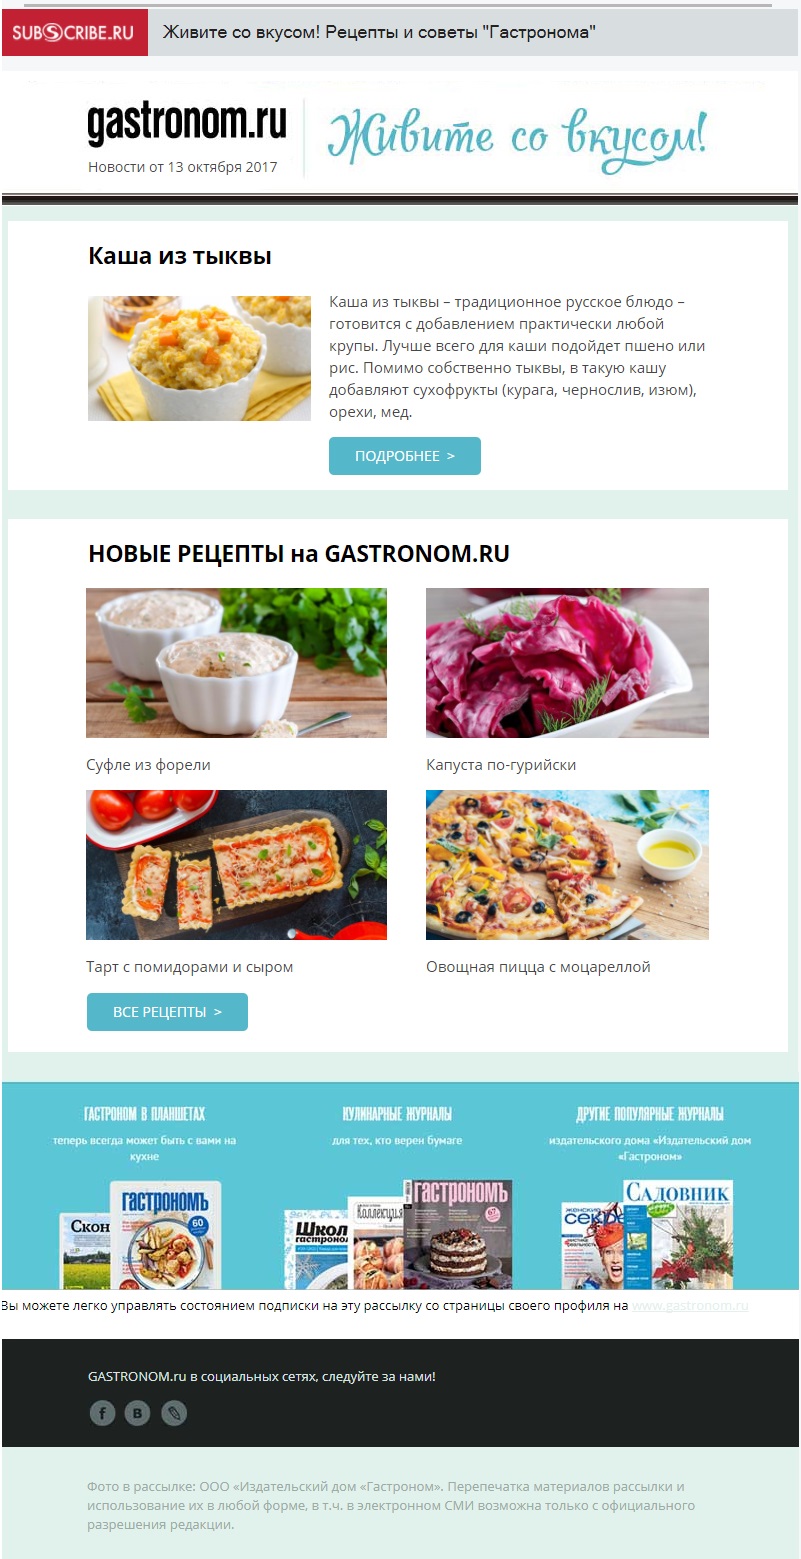 SUBSCRIBE.RU
Живите со вкусом! Рецепты и советы "Гастронома"
gastronom.ru
Живите со вкусом!
Новости от 13 октября 2017
Каша из тыквы
Каша из тыквы – традиционное русское блюдо –
готовится с добавлением практически любой
крупы. Лучше всего для каши подойдет пшено или
рис. Помимо собственно тыквы, в такую кашу
добавляют сухофрукты (курага, чернослив, изюм),
орехи, мед.
ПОДРОБНЕЕ >
НОВЫЕ РЕЦЕПТЫ на GASTRONOM.RU
Суфле из форели
Капуста по-гурийски
Тарт с помидорами и сыром
Овощная пицца с моцареллой
ВСЕ РЕЦЕПТЫ >
ГАСТРОНОМ В ПЛАНШЕТАХ
теперь всегда может быть с вами на
кухне
КУЛИНАРНЫЕ ЖУРНАЛЫ
для тех, кто верен бумаге
ДРУГИЕ ПОПУЛЯРНЫЕ ЖУРНАЛЫ
издательского дома «Издательский дом
«Гастроном»
Скон
гастрономъ
60
Школ
гастроно
Коллекция
гастрономъ
67
секре
Садовник
Вы можете легко управлять состоянием подписки на эту рассылку со страницы своего профиля на www.gastronom.ru
GASTRONOM.ru в социальных сетях, следуйте за нами!
f
B
Фото в рассылке: ООО «Издательский дом «Гастроном». Перепечатка материалов рассылки и
использование их в любой форме, в т.ч. в электронном СМИ возможна только с официального
разрешения редакции.